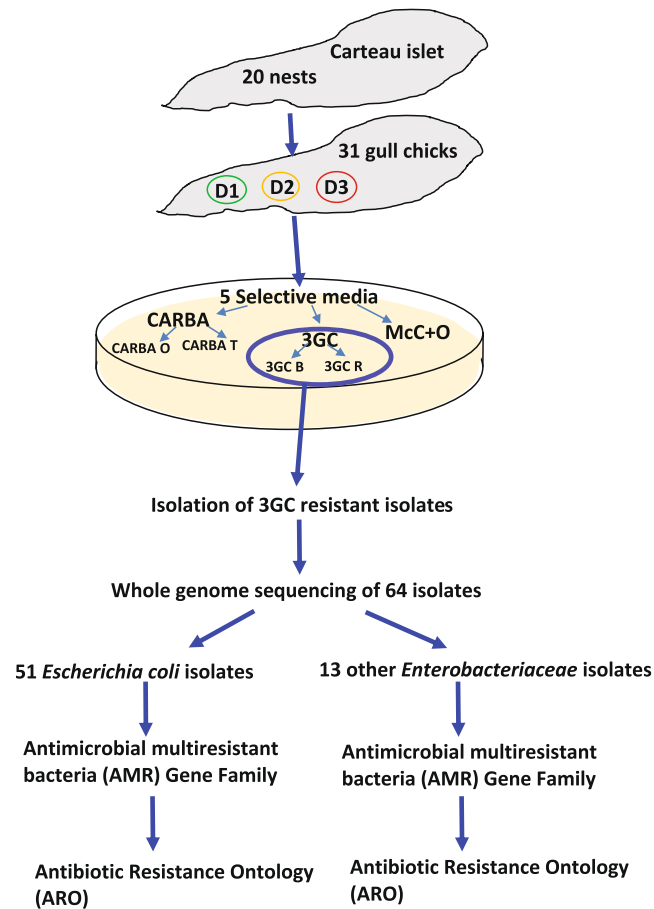 Carteau islet
20 nests
31 gull chicks
D1 D2 D3
5 Selective media
CARBA
3GC
McC+O
CARBA O
CARBA T
3GC B
3GC R
Isolation of 3GC resistant isolates
Whole genome sequencing of 64 isolates
51 Escherichia coli isolates
13 other Enterobacteriaceae isolates
Antimicrobial multiresistant
bacteria (AMR) Gene Family
Antimicrobial multiresistant
bacteria (AMR) Gene Family
Antibiotic Resistance Ontology
(ARO)
Antibiotic Resistance Ontology
(ARO)